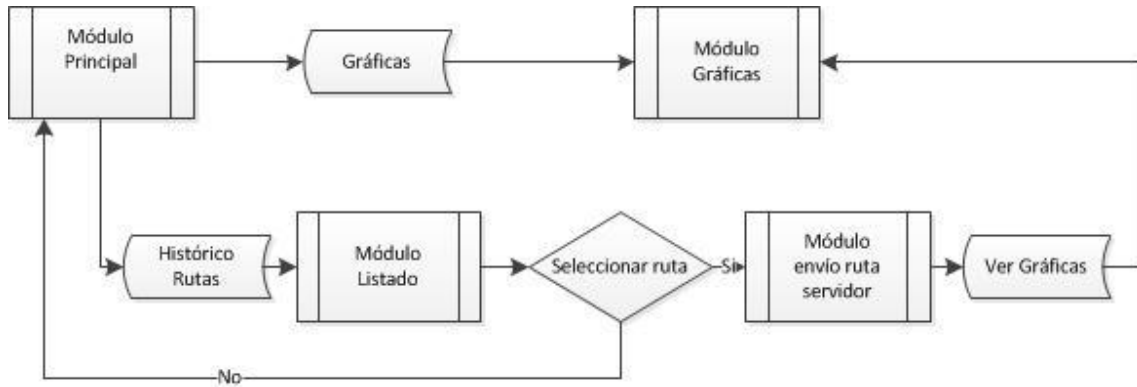 Módulo
Principal
Gráficas
Módulo
Gráficas
Histórico
Rutas
Módulo
Listado
Seleccionar ruta
Si
Módulo
envío ruta
servidor
Ver Gráficas
No